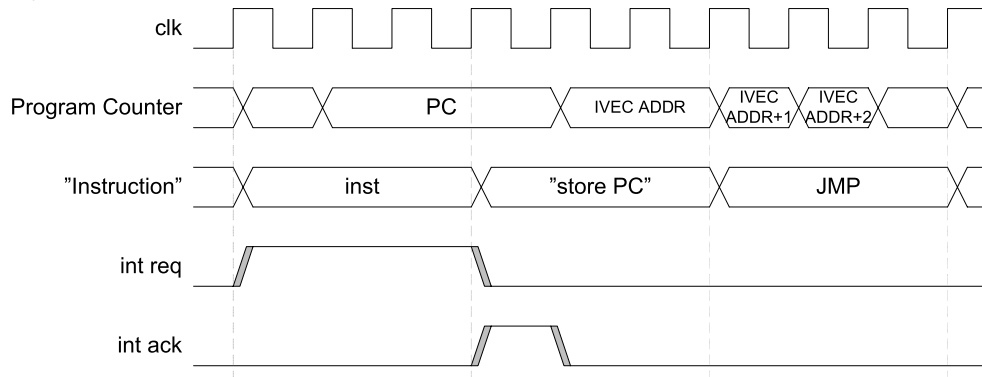 clk
Program Counter
PC
IVEC ADDR
IVEC
ADDR+1
IVEC
ADDR+2
”Instruction”
inst
”store PC”
JMP
int req
int ack